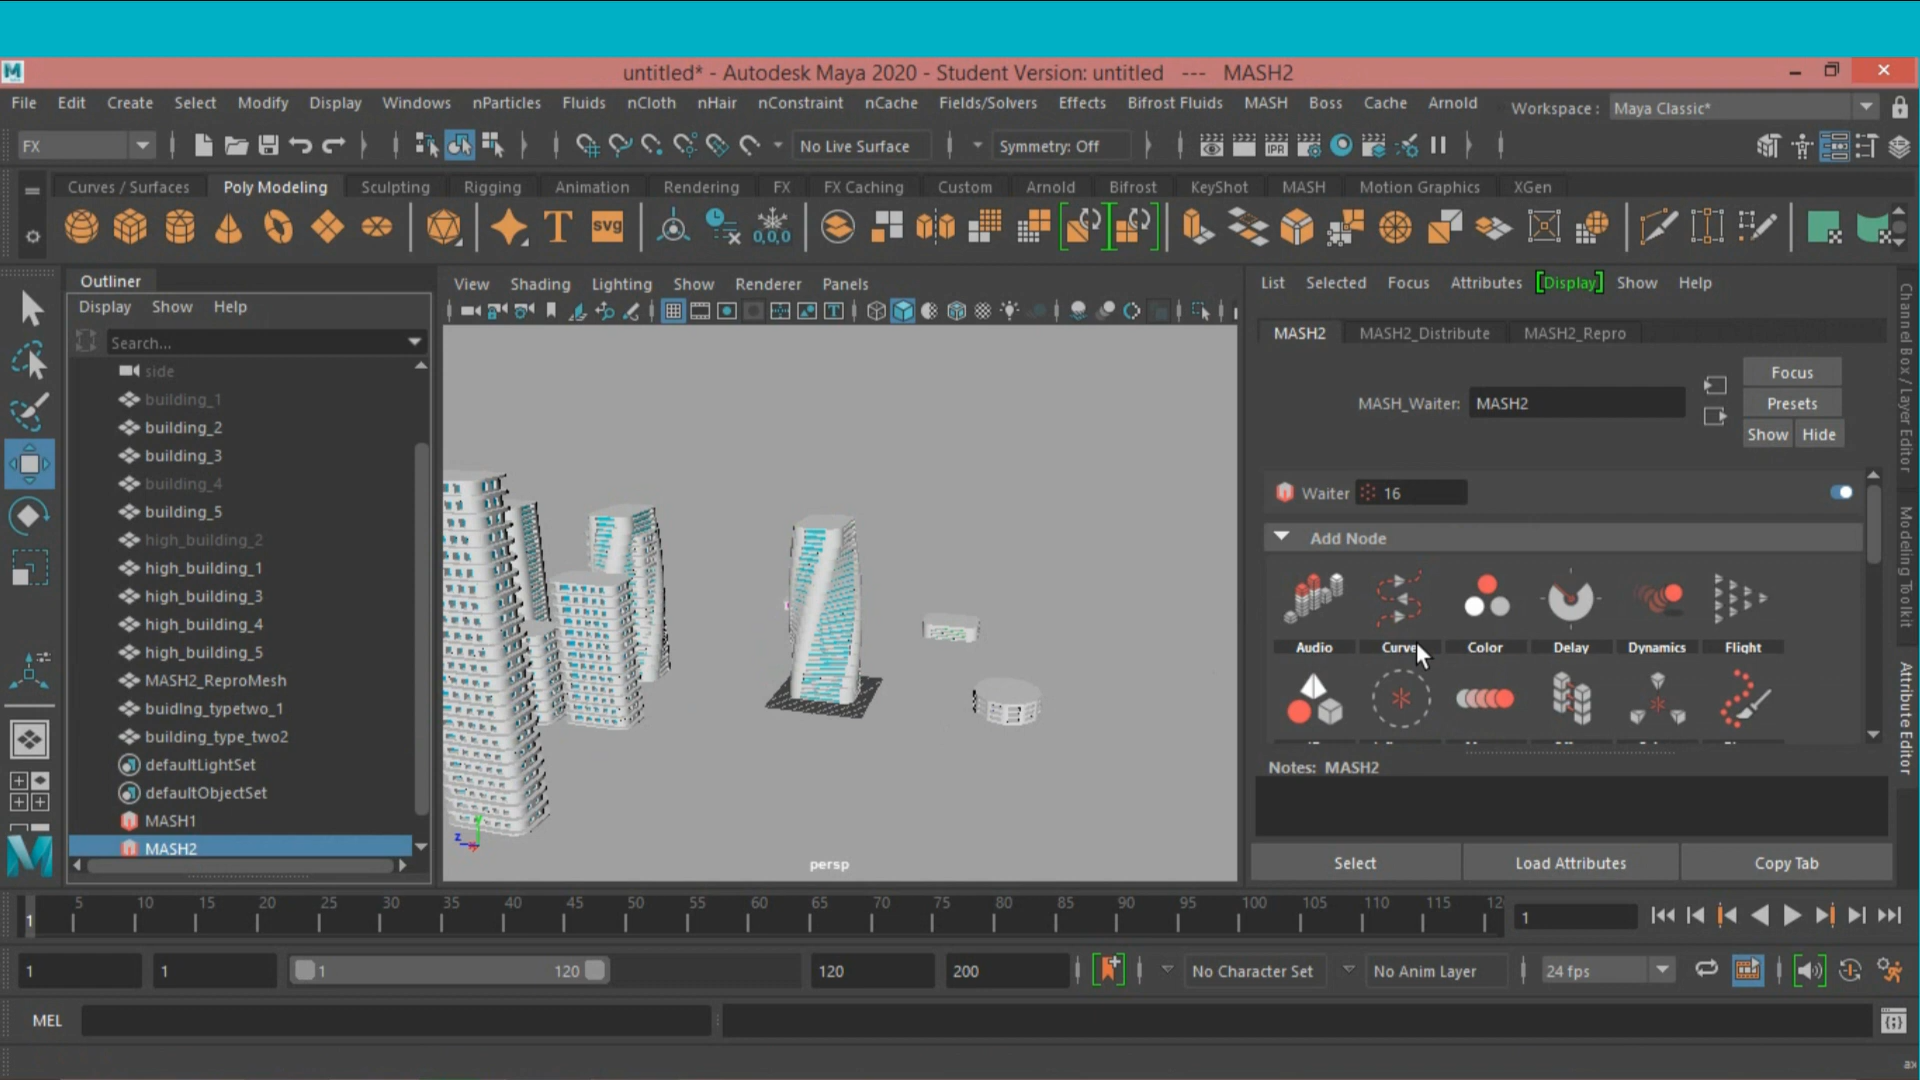 untitled* - Autodesk Maya 2020 - Student Version: untitled --- MASH2
File Edit Create Select Modify Display Windows nParticles Fluids nCloth nHair nConstraint nCache Fields/Solvers Effects Bifrost Fluids MASH Boss Cache Arnold Workspace : Maya Classic*
FX No Live Surface Symmetry: Off IPR
Curves / Surfaces Poly Modeling Sculpting Rigging Animation Rendering FX FX Caching Custom Arnold Bifrost KeyShot MASH Motion Graphics XGen
T svg 0,0,0
Outliner
Display Show Help
Search...
side
building_1
building_2
building_3
building_4
building_5
high_building_2
high_building_1
high_building_3
high_building_4
high_building_5
MASH2_ReproMesh
buidlng_typetwo_1
building_type_two2
defaultLightSet
defaultObjectSet
MASH1
MASH2
View Shading Lighting Show Renderer Panels
persp
z
List Selected Focus Attributes [Display] Show Help
MASH2 MASH2_Distribute MASH2_Repro
Focus
MASH_Waiter: MASH2 Presets
Show Hide
Waiter 16
Add Node
Audio Curve Color Delay Dynamics Flight
Notes: MASH2
Select Load Attributes Copy Tab
Channel Box / Layer Editor
Modeling Toolkit
Attribute Editor
1 5 10 15 20 25 30 35 40 45 50 55 60 65 70 75 80 85 90 95 100 105 110 115 12 1
1 1 1 120 120 200 No Character Set No Anim Layer 24 fps
MEL